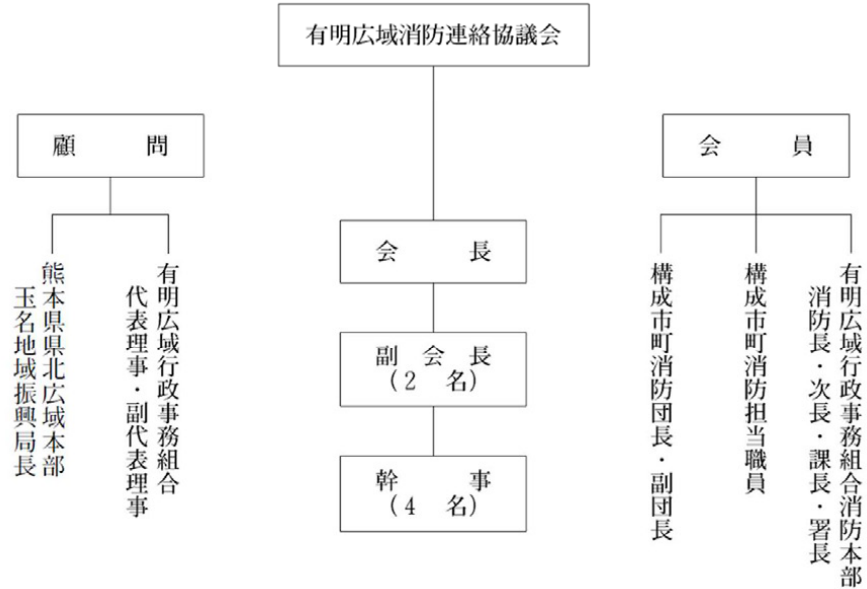 有明広域消防連絡協議会
顧　問
会　員
会　長
副会長
(2　名)
幹　事
(4　名)
有明広域行政事務組合
代表理事・副代表理事
熊本県県北広域本部
玉名地域振興局長
有明広域行政事務組合消防本部
消防長・次長・課長・署長
構成市町消防担当職員
構成市町消防団長・副団長